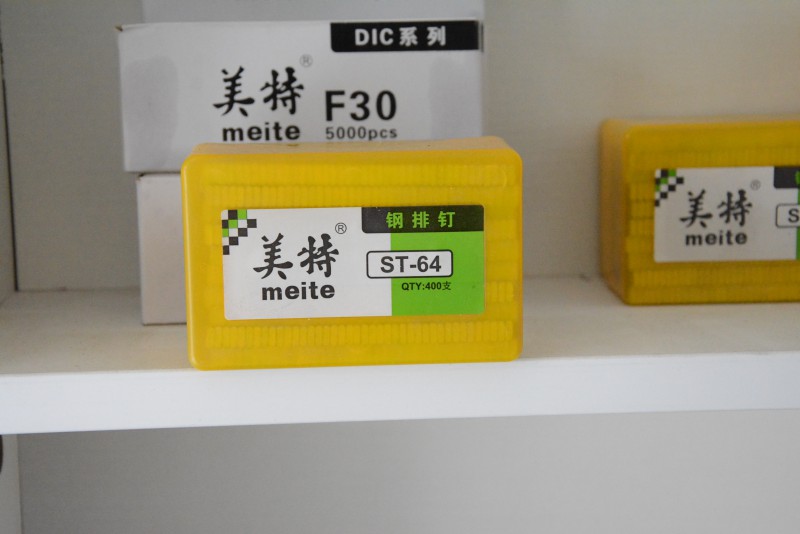 DIC系列
美特®
F30
meite
5000pcs
钢排钉
美特®
ST-64
meite
QTY:400支
美特®
meite
S